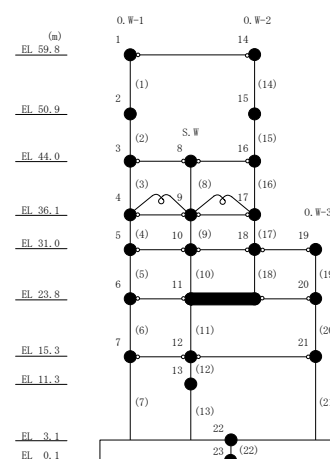 O.W-1 O.W-2
(m)
1 14
EL 59.8
(1) (14)
2 15
EL 50.9
(2) S.W (15)
3 8 16
EL 44.0
(3) (8) (16)
4 9 17
EL 36.1
O.W-3
5 (4) 10 (9) 18 (17) 19
EL 31.0
(5) (10) (18) (19
6 11 20
EL 23.8
(6) (11) (20
7 12 21
EL 15.3
13 (12)
EL 11.3
(7) (13) (21
22
EL 3.1
23 (22)
EL 0.1